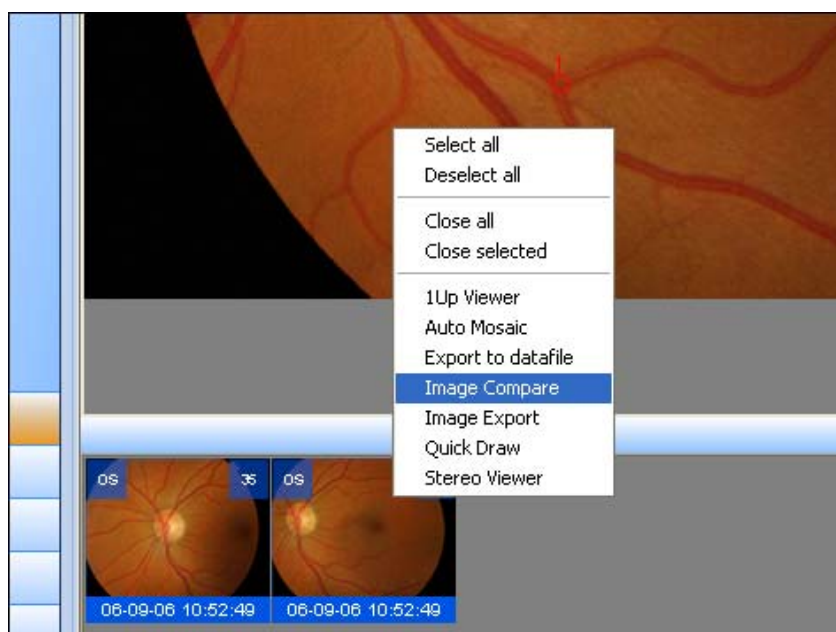 Select all
Deselect all
Close all
Close selected
1Up Viewer
Auto Mosaic
Export to datafile
Image Compare
Image Export
Quick Draw
Stereo Viewer
OS 35 OS
06-09-06 10:52:49 06-09-06 10:52:49